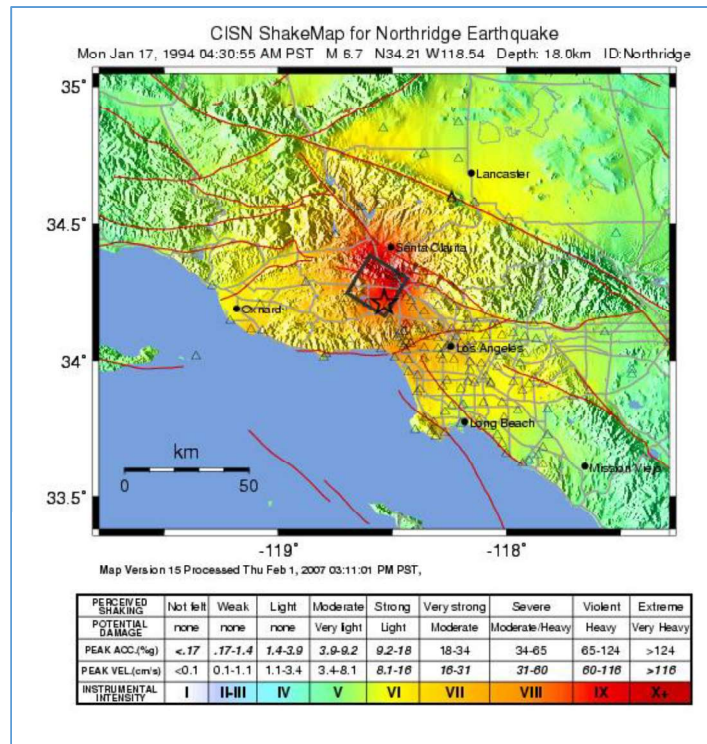 CISN ShakeMap for Northridge Earthquake
Mon Jan 17, 1994 04:30:55 AM PST M 6.7 N34.21 W118.54 Depth: 18.0km ID:Northridge
35°
Lancaster
34.5°
Santa Clarita
Oxnard
Los Angeles
34°
Long Beach
km
0 50
Mission Viejo
33.5°
-119° -118°
Map Version 15 Processed Thu Feb 1, 2007 03:11:01 PM PST,
PERCEIVED SHAKING Not felt Weak Light Moderate Strong Very strong Severe Violent Extreme
POTENTIAL DAMAGE none none none Very light Light Moderate Moderate/Heavy Heavy Very Heavy
PEAK ACC.(%g) <.17 .17-1.4 1.4-3.9 3.9-9.2 9.2-18 18-34 34-65 65-124 >124
PEAK VEL.(cm/s) <0.1 0.1-1.1 1.1-3.4 3.4-8.1 8.1-16 16-31 31-60 60-116 >116
INSTRUMENTAL INTENSITY I II-III IV V VI VII VIII IX X+